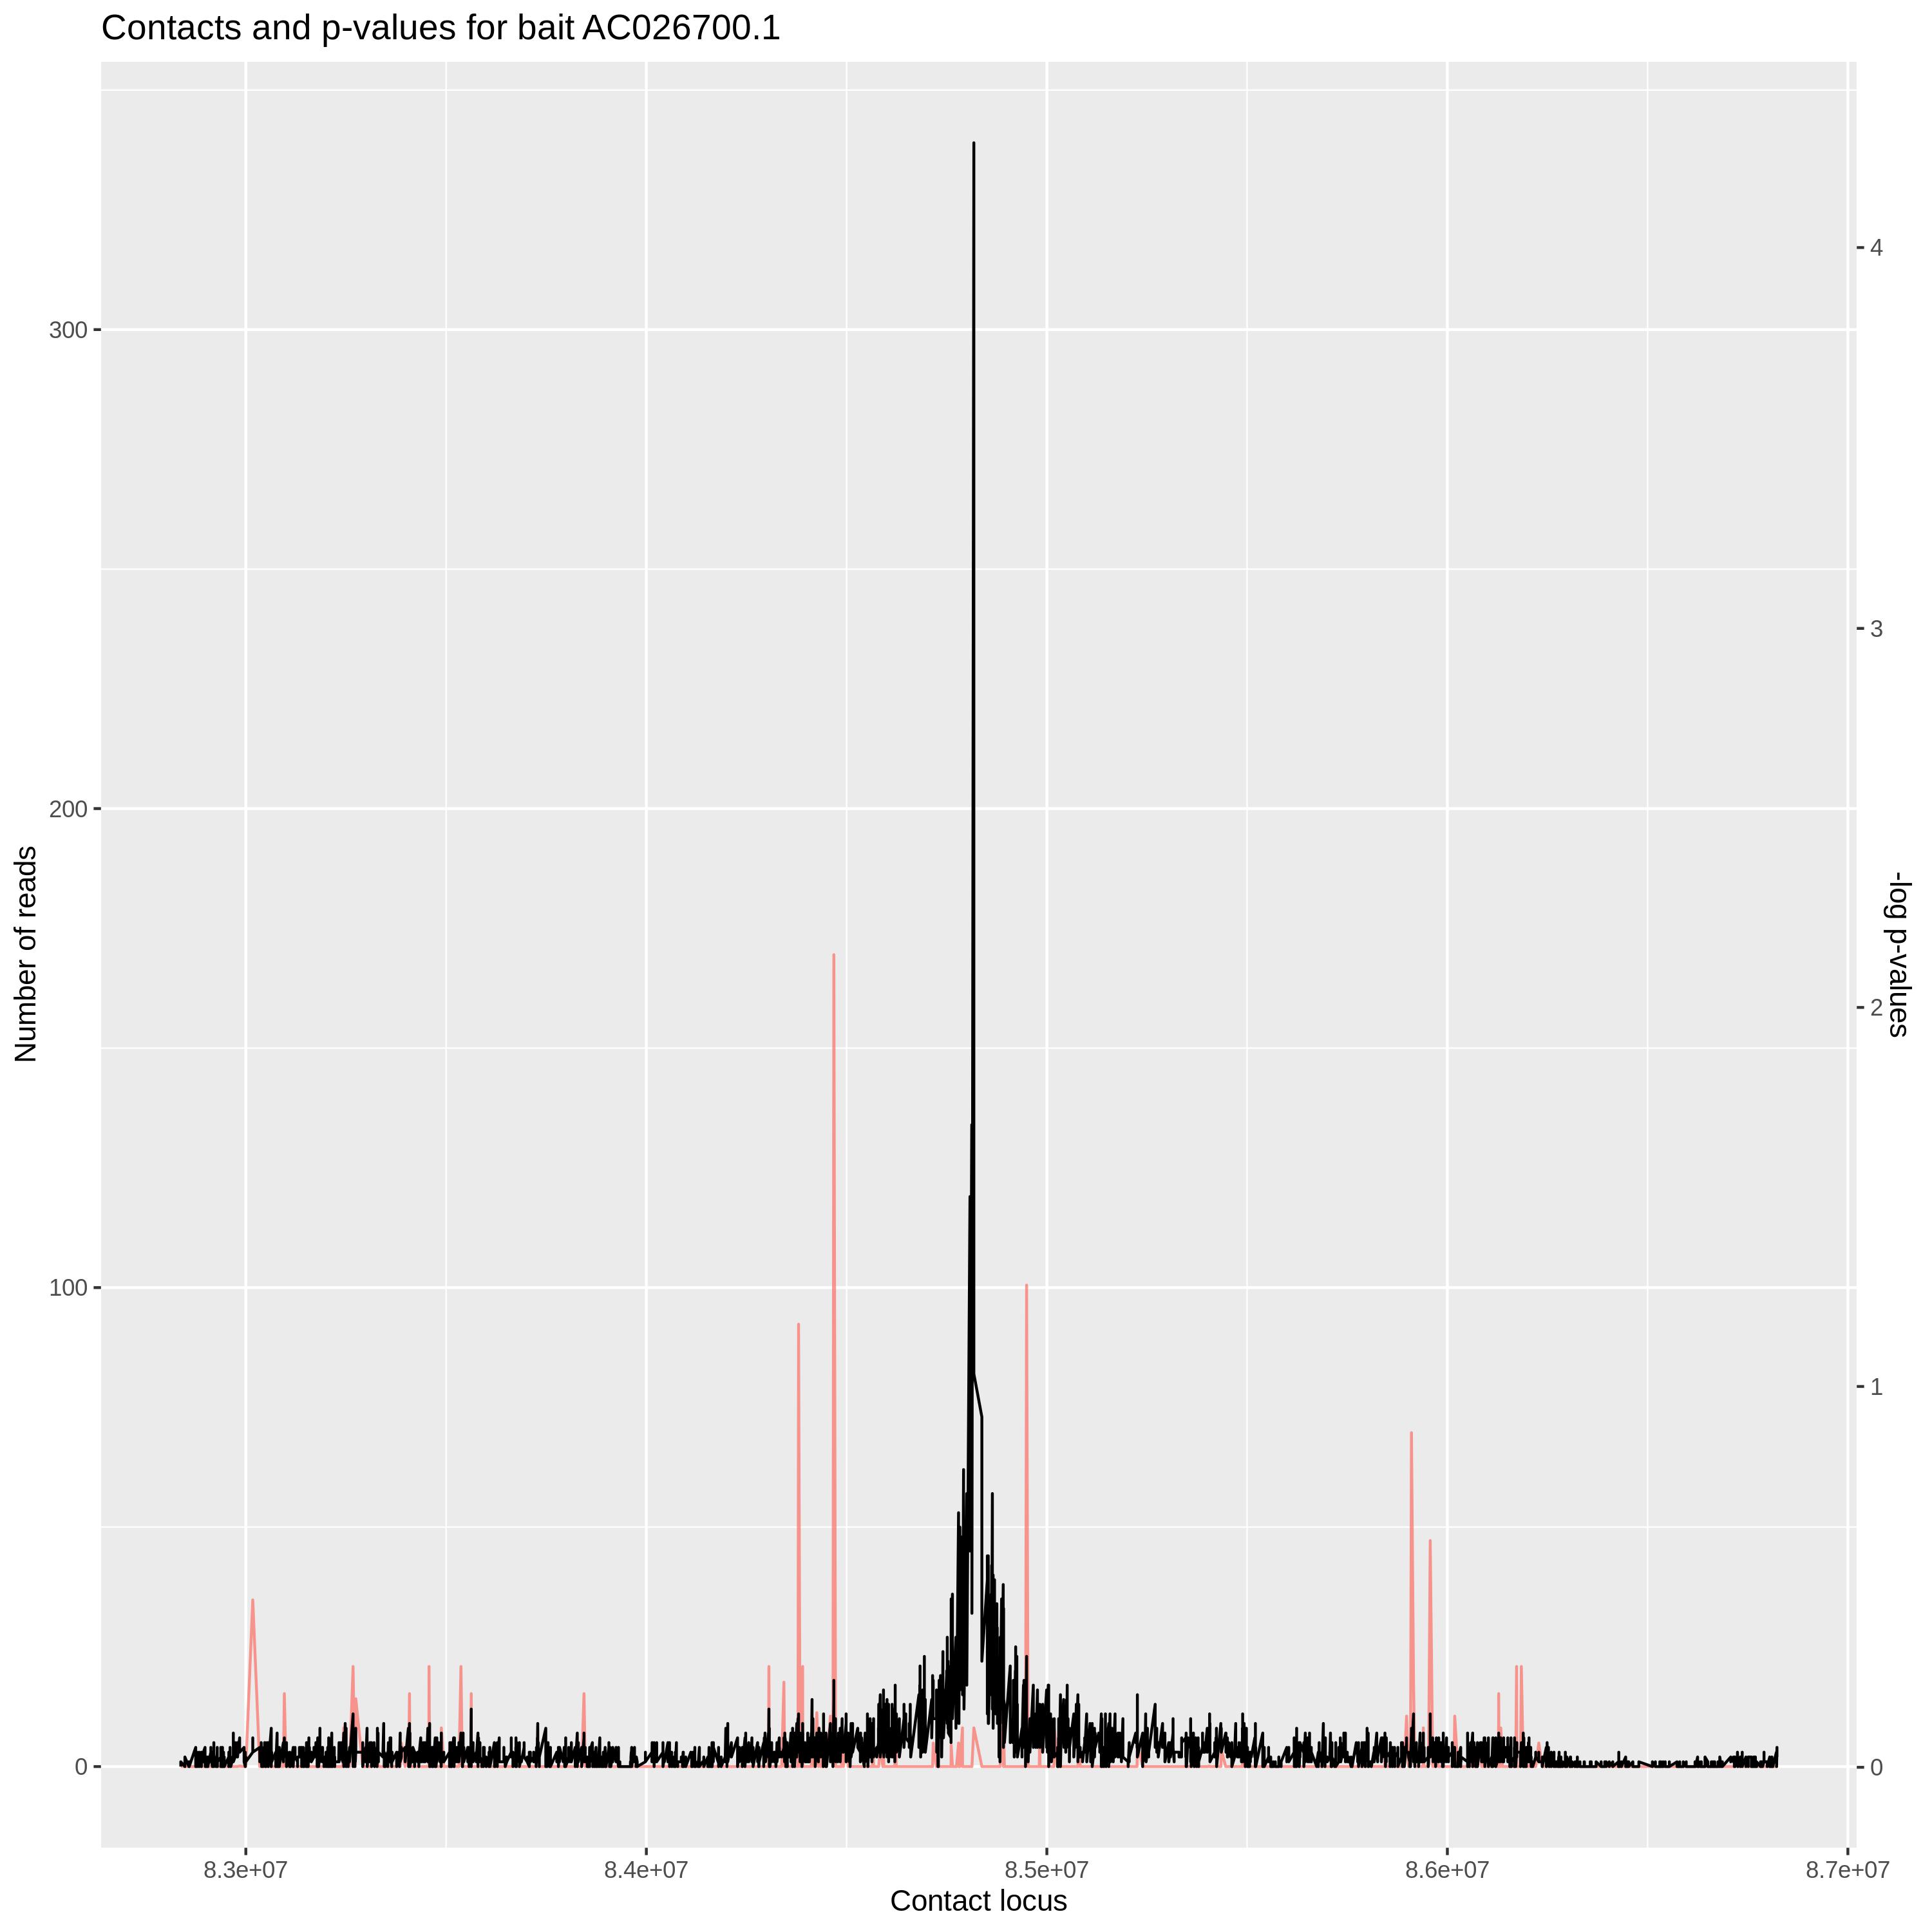 Contacts and p-values for bait AC026700.1
300
200
100
0
Number of reads
4
3
2
1
0
-log p-values
8.3e+07 8.4e+07 8.5e+07 8.6e+07 8.7e+07
Contact locus